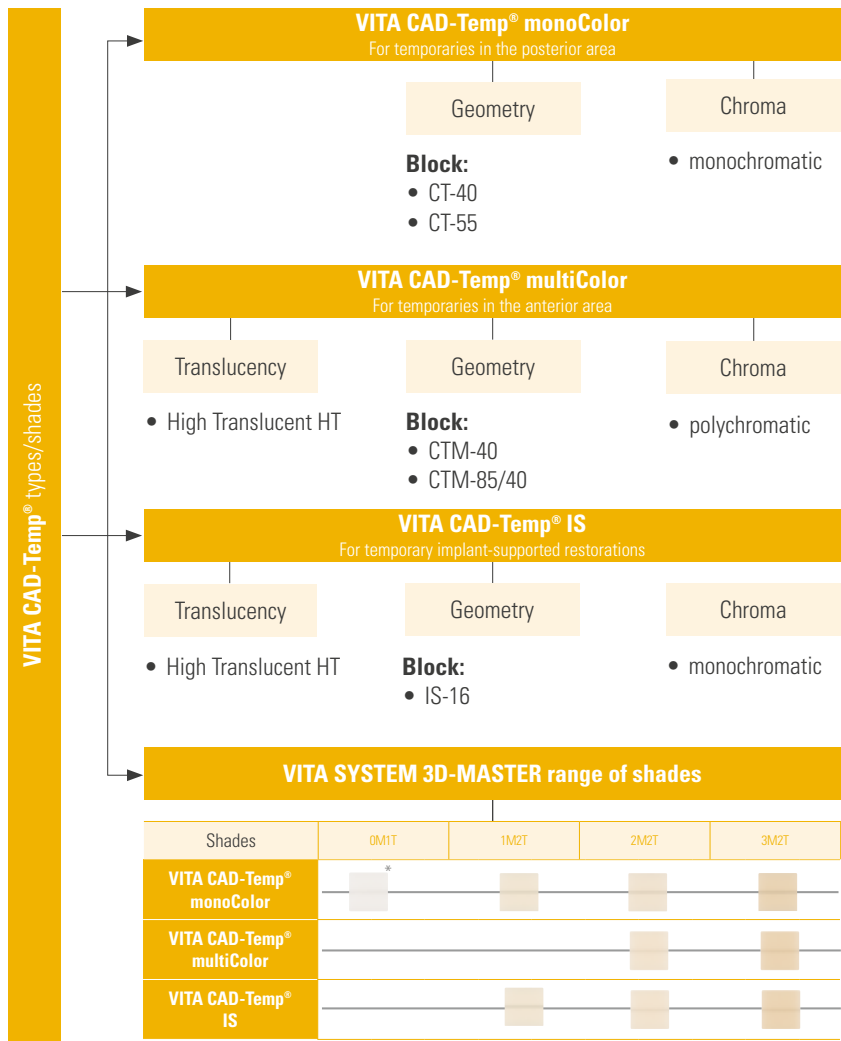 VITA CAD-Temp® types/shades
VITA CAD-Temp® monoColor
For temporaries in the posterior area
Geometry
Chroma
Block:
• CT-40
• CT-55
• monochromatic
VITA CAD-Temp® multiColor
For temporaries in the anterior area
Translucency
Geometry
Chroma
• High Translucent HT
Block:
• CTM-40
• CTM-85/40
• polychromatic
VITA CAD-Temp® IS
For temporary implant-supported restorations
Translucency
Geometry
Chroma
• High Translucent HT
Block:
• IS-16
• monochromatic
VITA SYSTEM 3D-MASTER range of shades
Shades 0M1T 1M2T 2M2T 3M2T
VITA CAD-Temp®
monoColor
*
VITA CAD-Temp®
multiColor
VITA CAD-Temp®
IS